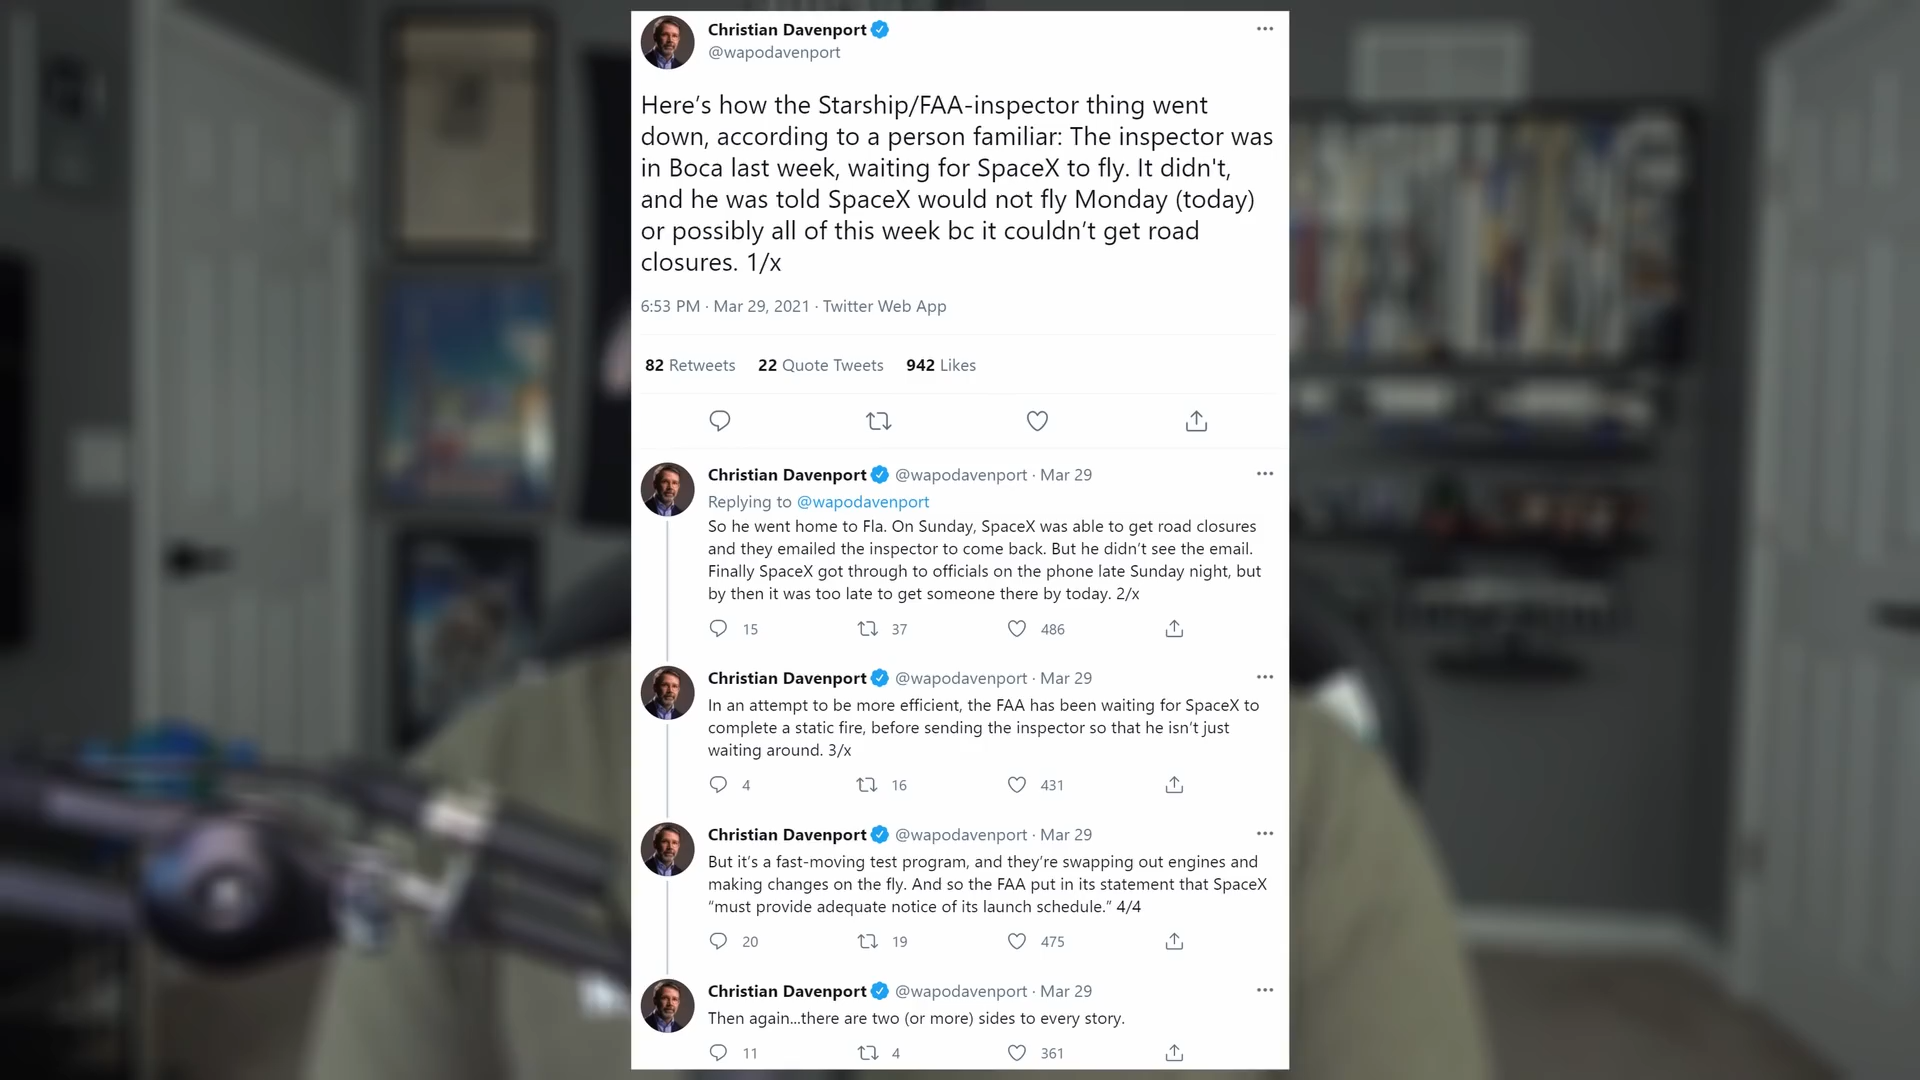 Christian Davenport
@wapodavenport
Here’s how the Starship/FAA-inspector thing went
down, according to a person familiar: The inspector was
in Boca last week, waiting for SpaceX to fly. It didn't,
and he was told SpaceX would not fly Monday (today)
or possibly all of this week bc it couldn’t get road
closures. 1/x
6:53 PM · Mar 29, 2021 · Twitter Web App
82 Retweets 22 Quote Tweets 942 Likes
Christian Davenport @wapodavenport · Mar 29
Replying to @wapodavenport
So he went home to Fla. On Sunday, SpaceX was able to get road closures
and they emailed the inspector to come back. But he didn’t see the email.
Finally SpaceX got through to officials on the phone late Sunday night, but
by then it was too late to get someone there by today. 2/x
15 37 486
Christian Davenport @wapodavenport · Mar 29
In an attempt to be more efficient, the FAA has been waiting for SpaceX to
complete a static fire, before sending the inspector so that he isn’t just
waiting around. 3/x
4 16 431
Christian Davenport @wapodavenport · Mar 29
But it’s a fast-moving test program, and they’re swapping out engines and
making changes on the fly. And so the FAA put in its statement that SpaceX
“must provide adequate notice of its launch schedule.” 4/4
20 19 475
Christian Davenport @wapodavenport · Mar 29
Then again...there are two (or more) sides to every story.
11 4 361